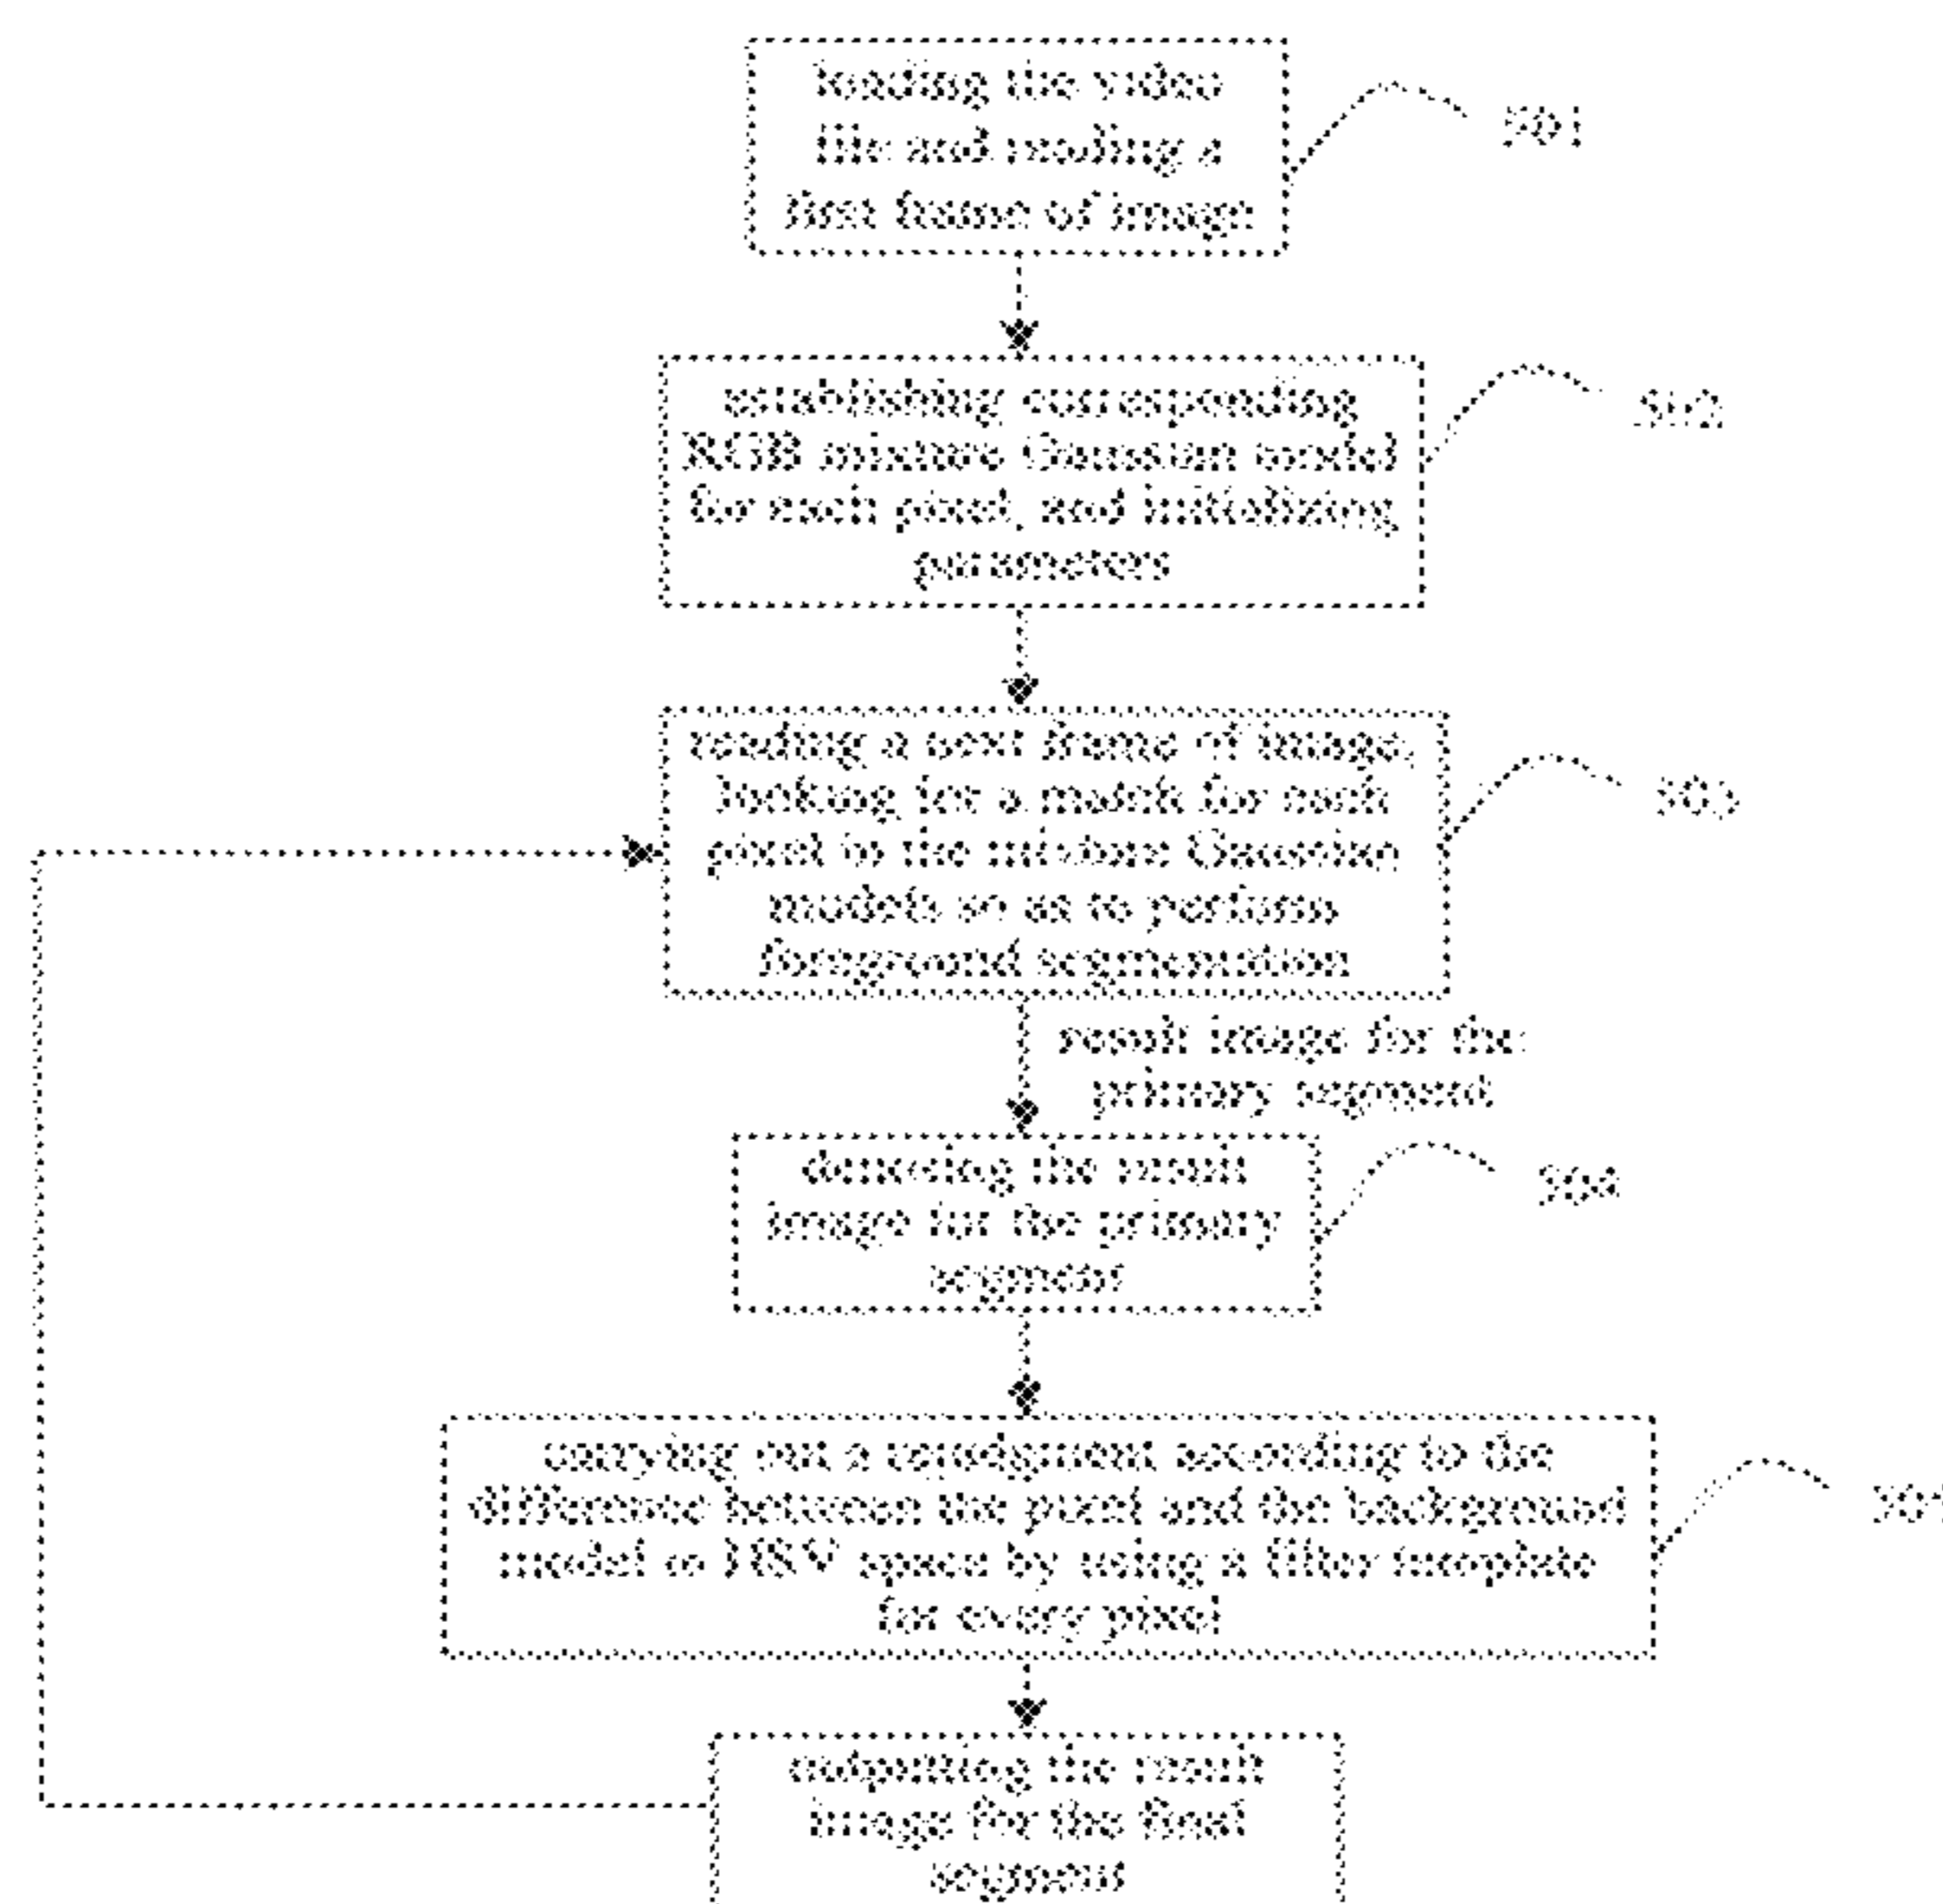 loading the video
file and reading a
first frame of image
establishing corresponding
RGB mixture Gaussian model
for each pixel, and initializing
parameters
reading a next frame of image,
looking for a match for each
pixel in the mixture Gaussian
models so as to perform
foreground segmentation
result image for the
primary segment
denoising the result
image for the primary
segment
carrying out a readjustment according to the
difference between the pixel and the background
model in HSV space by using a filter template
for every pixel
outputting the result
image for the final
segment